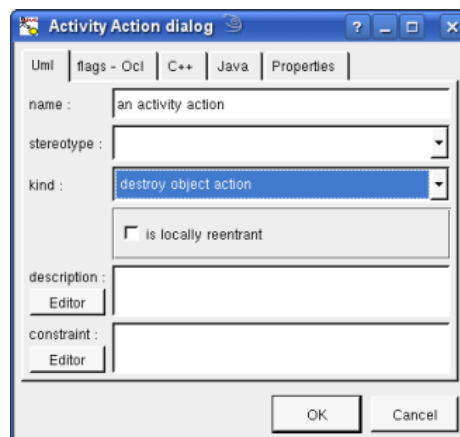 Activity Action dialog
Uml flags - Ocl C++ Java Properties
name : an activity action
stereotype :
kind : destroy object action
is locally reentrant
description :
Editor
constraint :
Editor
OK Cancel